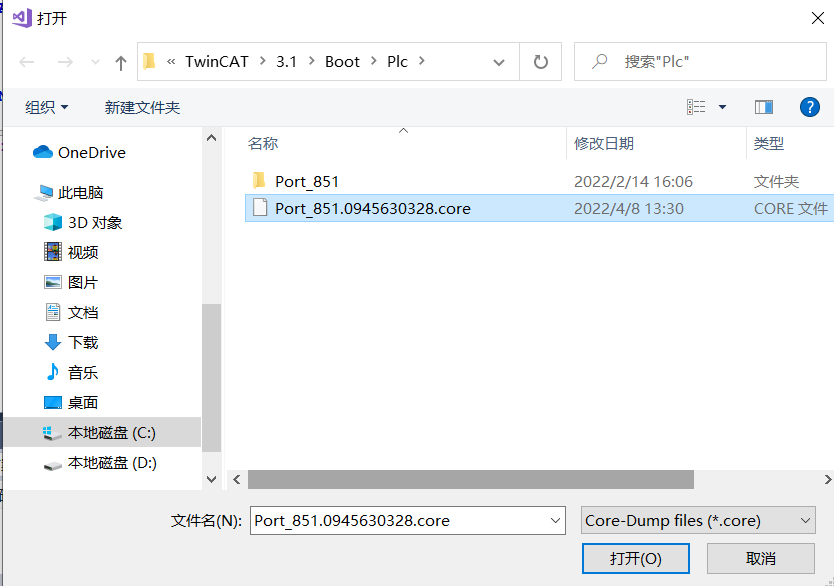 打开
« TwinCAT > 3.1 > Boot > Plc >
搜索"Plc"
组织
新建文件夹
?
名称
修改日期
类型
OneDrive
此电脑
3D 对象
视频
图片
文档
下载
音乐
桌面
本地磁盘 (C:)
本地磁盘 (D:)
Port_851
2022/2/14 16:06
文件夹
Port_851.0945630328.core
2022/4/8 13:30
CORE 文件
文件名(N):
Port_851.0945630328.core
Core-Dump files (*.core)
打开(O)
取消